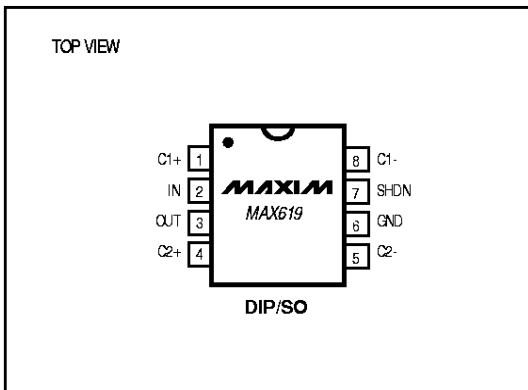 TOP VIEW
C1+ 1 8 C1-
IN 2 MAXIM 7 SHDN
OUT 3 MAX619 6 GND
C2+ 4 5 C2-
DIP/SO